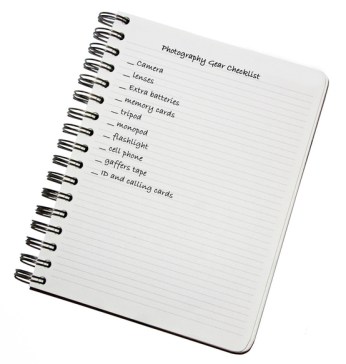 Photography Gear Checklist
_ Camera
_ lenses
_ Extra batteries
_ memory cards
_ tripod
_ monopod
_ flashlight
_ cell phone
_ gaffers tape
_ ID and calling cards